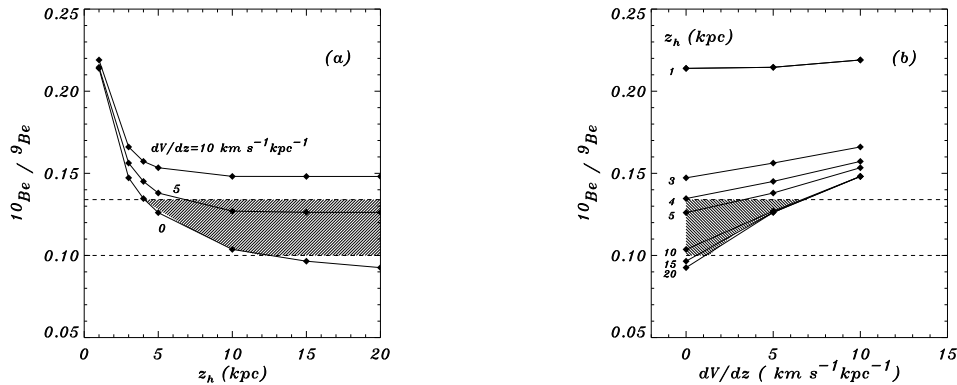 0.25
0.20
0.15
0.10
0.05
¹⁰Be / ⁹Be
(a)
dV/dz=10 km s⁻¹kpc⁻¹
5
0
0 5 10 15 20
z_h (kpc)
0.25
0.20
0.15
0.10
0.05
¹⁰Be / ⁹Be
z_h (kpc)
(b)
1
3
4
5
10
15
20
0 5 10 15
dV/dz ( km s⁻¹kpc⁻¹)